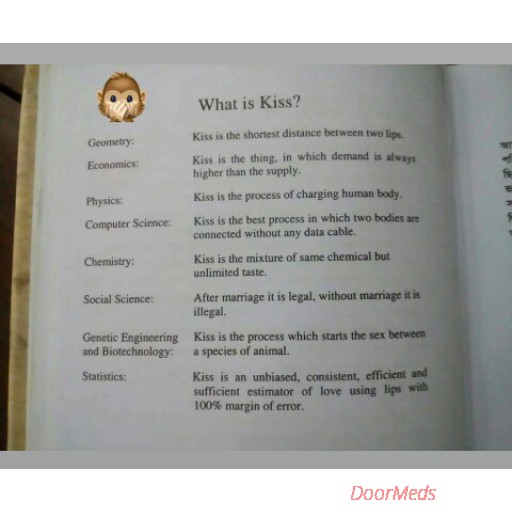 What is Kiss?
Geometry: Kiss is the shortest distance between two lips.
Economics: Kiss is the thing, in which demand is always
higher than the supply.
Physics: Kiss is the process of charging human body.
Computer Science: Kiss is the best process in which two bodies are
connected without any data cable.
Chemistry: Kiss is the mixture of same chemical but
unlimited taste.
Social Science: After marriage it is legal, without marriage it is
illegal.
Genetic Engineering Kiss is the process which starts the sex between
and Biotechnology: a species of animal.
Statistics: Kiss is an unbiased, consistent, efficient and
sufficient estimator of love using lips with
100% margin of error.
DoorMeds